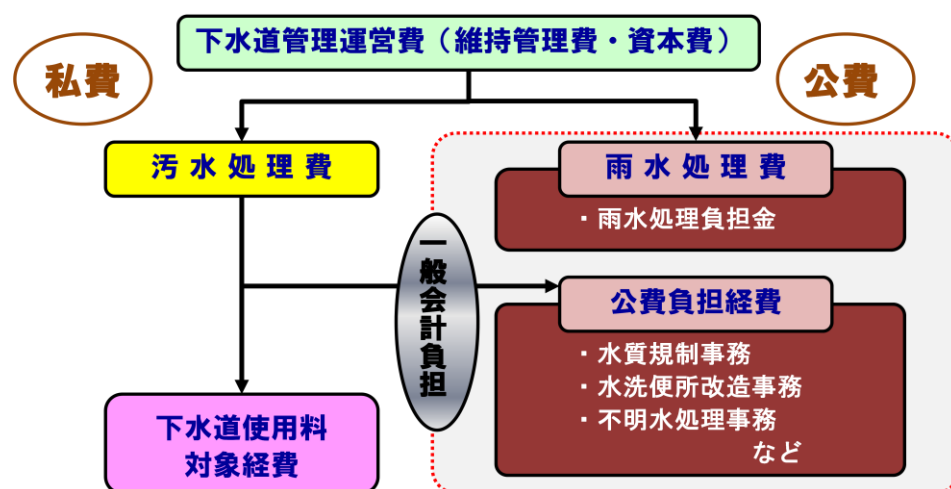 下水道管理運営費（維持管理費・資本費）
私費
公費
汚水処理費
雨水処理費
・雨水処理負担金
一般会計負担
公費負担経費
・水質規制事務
・水洗便所改造事務
・不明水処理事務
など
下水道使用料
対象経費